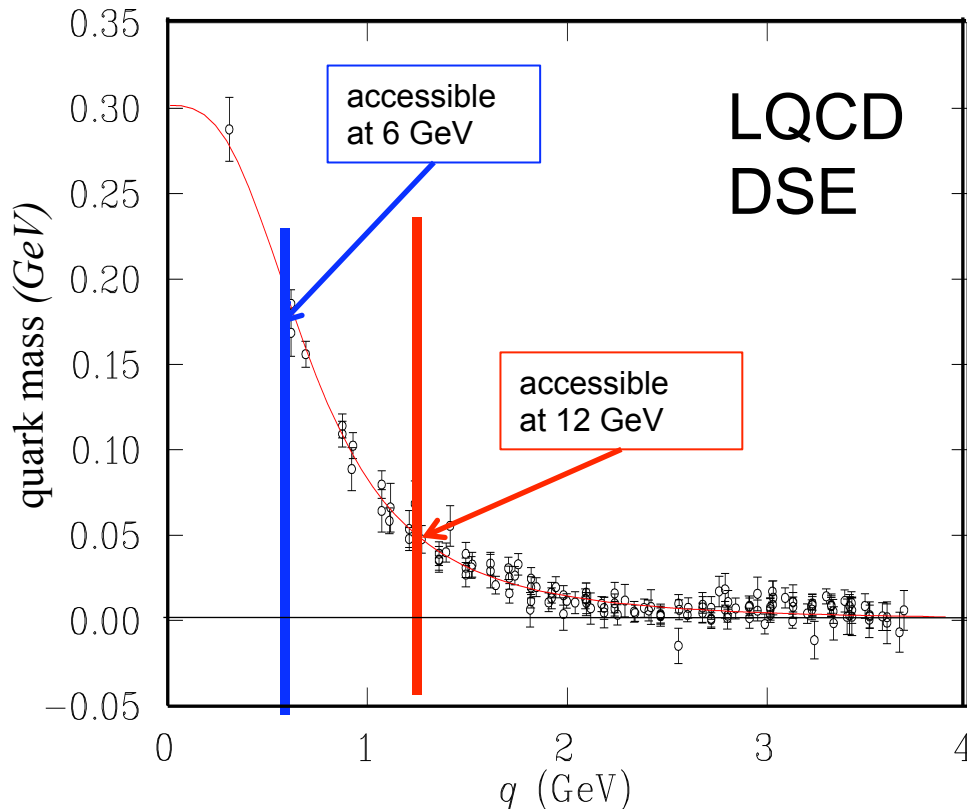 0.35
0.30
0.25
0.20
0.15
0.10
0.05
0.00
−0.05
quark mass (GeV)
accessible
at 6 GeV
LQCD
DSE
accessible
at 12 GeV
0
1
2
3
4
q (GeV)